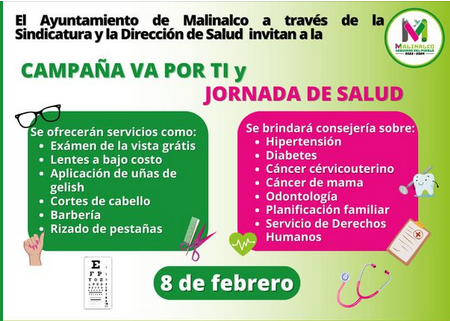 El Ayuntamiento de Malinalco a través de la
Sindicatura y la Dirección de Salud invitan a la
MALINALCO
CAMPAÑA VA POR TI y
JORNADA DE SALUD
Se ofrecerán servicios como:
• Exámen de la vista grátis
• Lentes a bajo costo
• Aplicación de uñas de
gelish
• Cortes de cabello
• Barbería
• Rizado de pestañas
Se brindará consejería sobre:
• Hipertensión
• Diabetes
• Cáncer cérvicouterino
• Cáncer de mama
• Odontología
• Planificación familiar
• Servicio de Derechos
Humanos
E
F P
8 de febrero